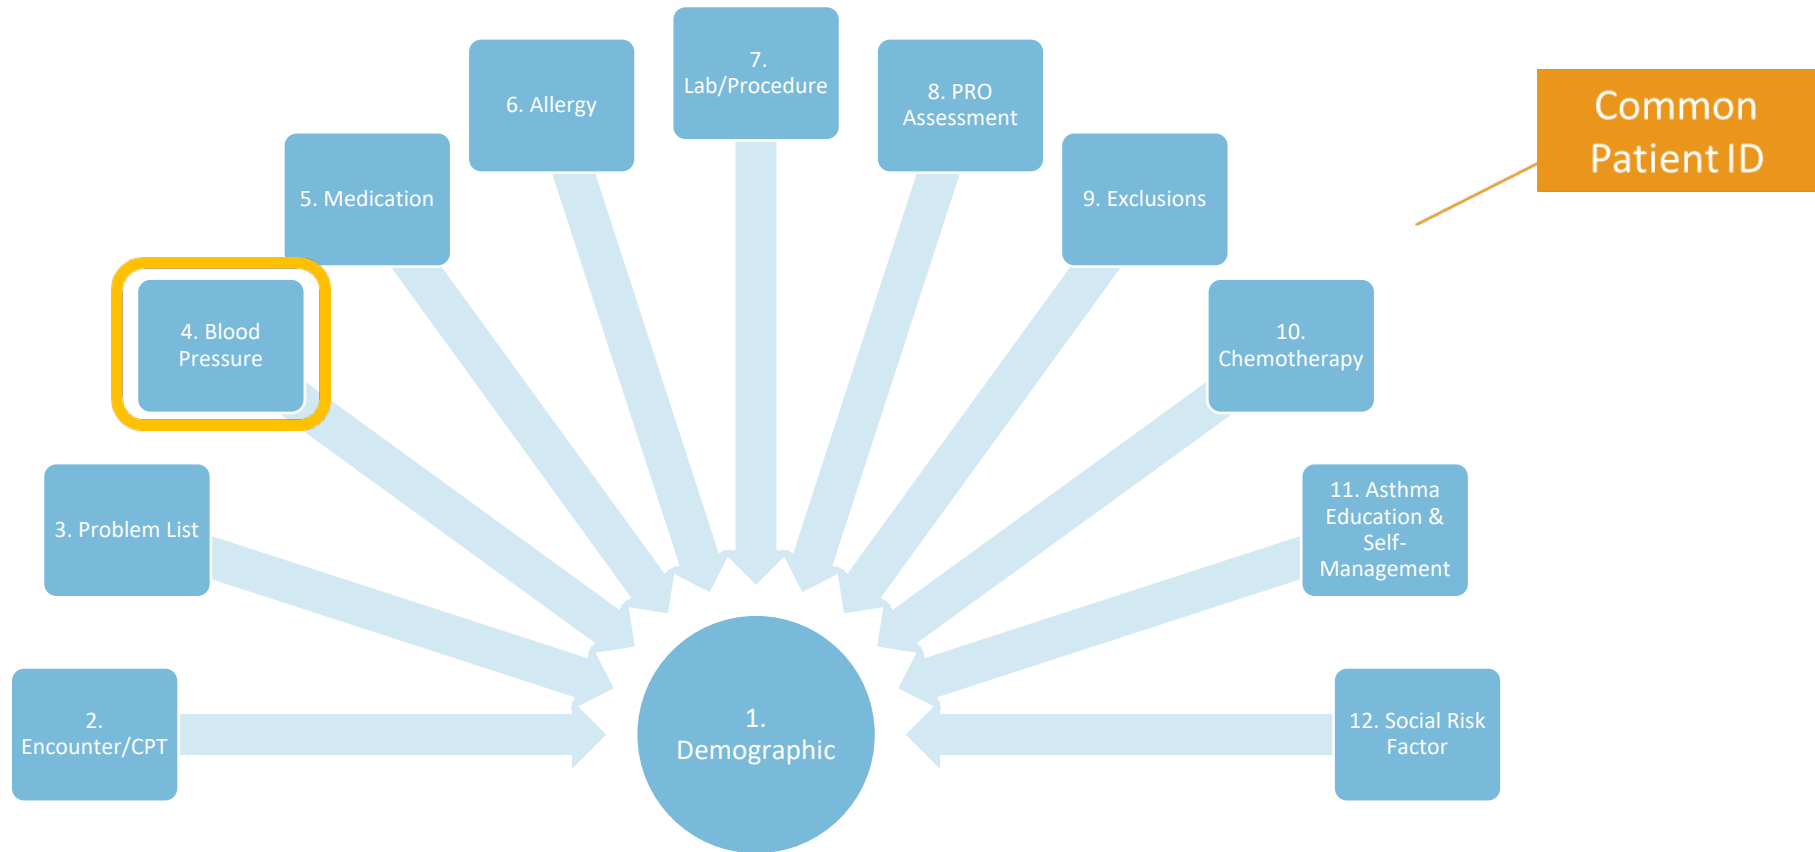 7.
Lab/Procedure
6. Allergy
8. PRO
Assessment
Common
Patient ID
5. Medication
9. Exclusions
4. Blood
Pressure
10.
Chemotherapy
3. Problem List
11. Asthma
Education &
Self-
Management
2.
Encounter/CPT
1.
Demographic
12. Social Risk
Factor